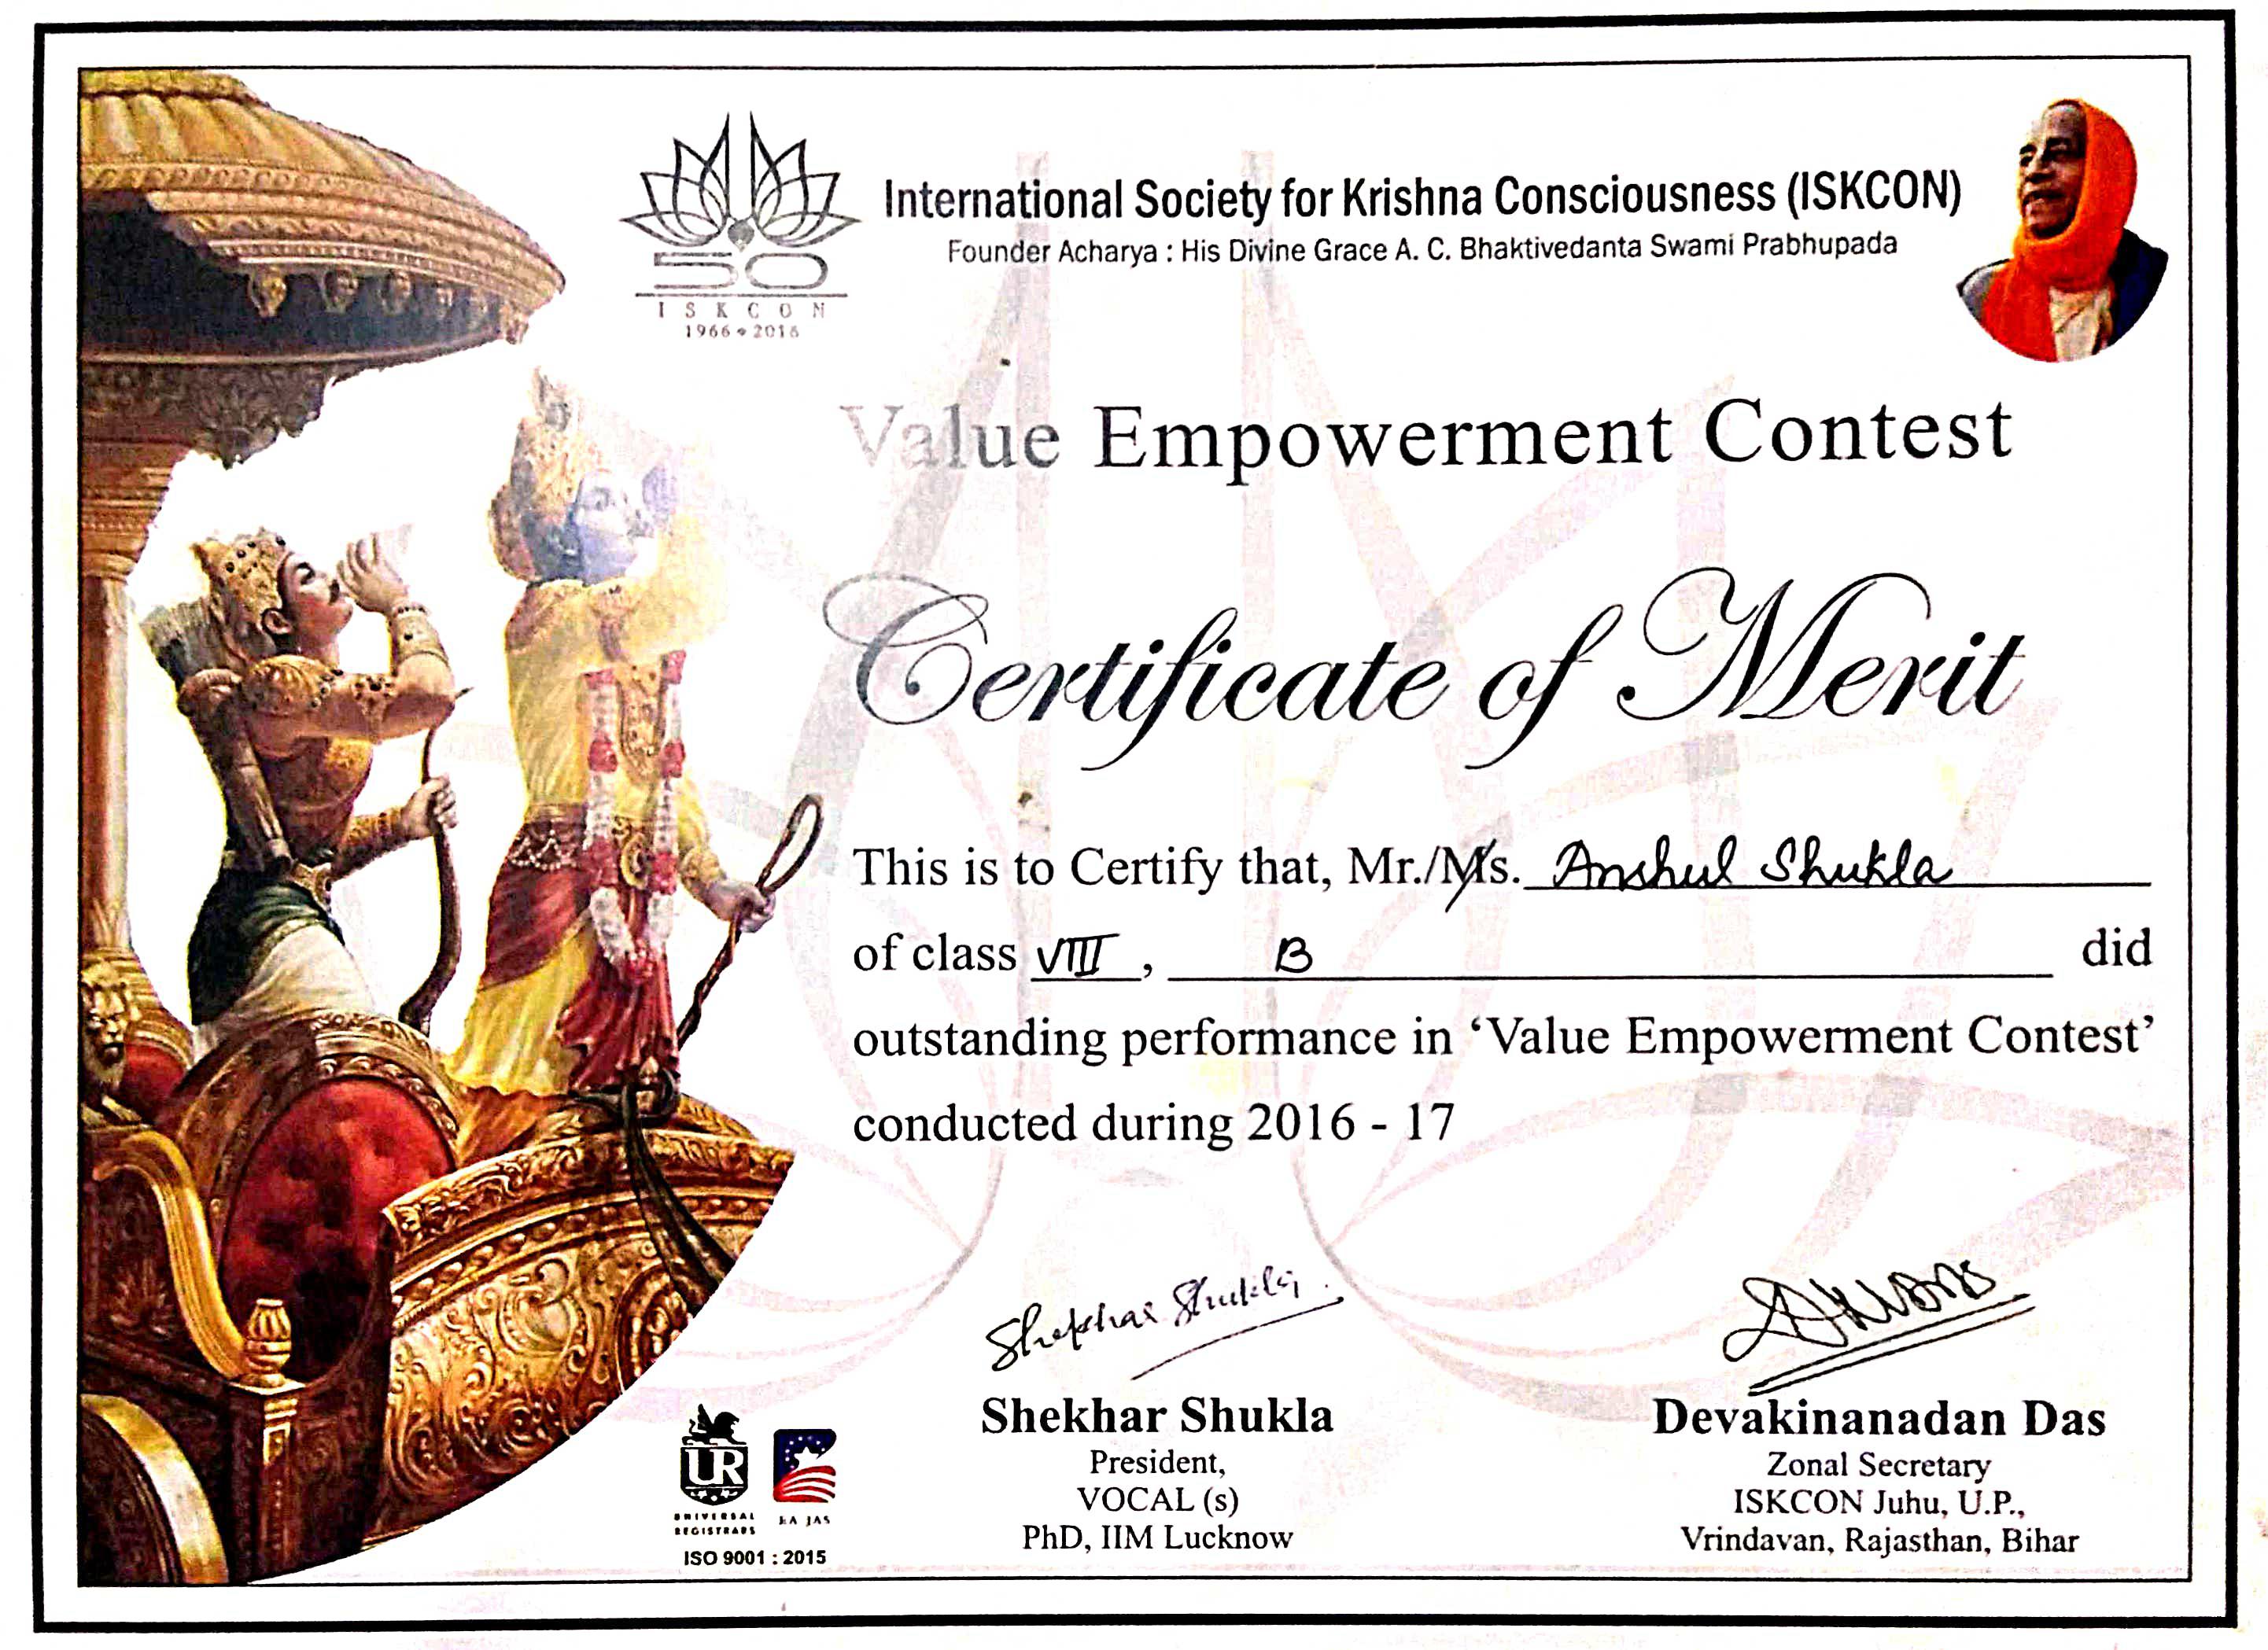 International Society for Krishna Consciousness (ISKCON)
Founder Acharya : His Divine Grace A. C. Bhaktivedanta Swami Prabhupada
50
ISKCON
1966 2016
Value Empowerment Contest
Certificate of Merit
This is to Certify that, Mr./Ms. Anshul Shukla
of class VIII, B did
outstanding performance in ‘Value Empowerment Contest’
conducted during 2016 - 17
Shekhar Shukla
Shekhar Shukla
President,
VOCAL (s)
PhD, IIM Lucknow
Devakinanadan Das
Zonal Secretary
ISKCON Juhu, U.P.,
Vrindavan, Rajasthan, Bihar
UR
UNIVERSAL
REGISTRARS
JAS
ISO 9001 : 2015